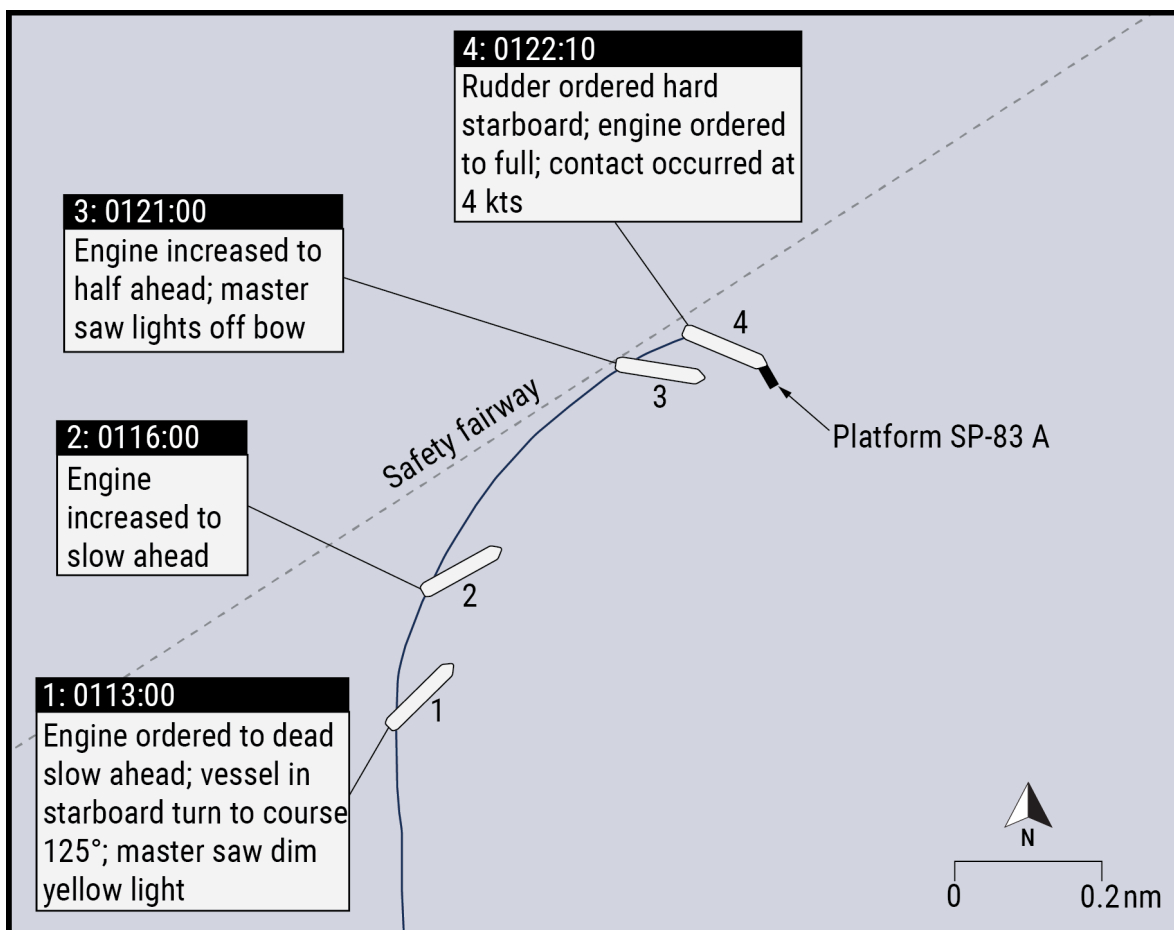 4: 0122:10
Rudder ordered hard
starboard; engine ordered
to full; contact occurred at
4 kts
3: 0121:00
Engine increased to
half ahead; master
saw lights off bow
4
3
Platform SP-83 A
Safety fairway
2: 0116:00
Engine
increased to
slow ahead
2
1: 0113:00
Engine ordered to dead
slow ahead; vessel in
starboard turn to course
125°; master saw dim
yellow light
1
N
0 0.2 nm